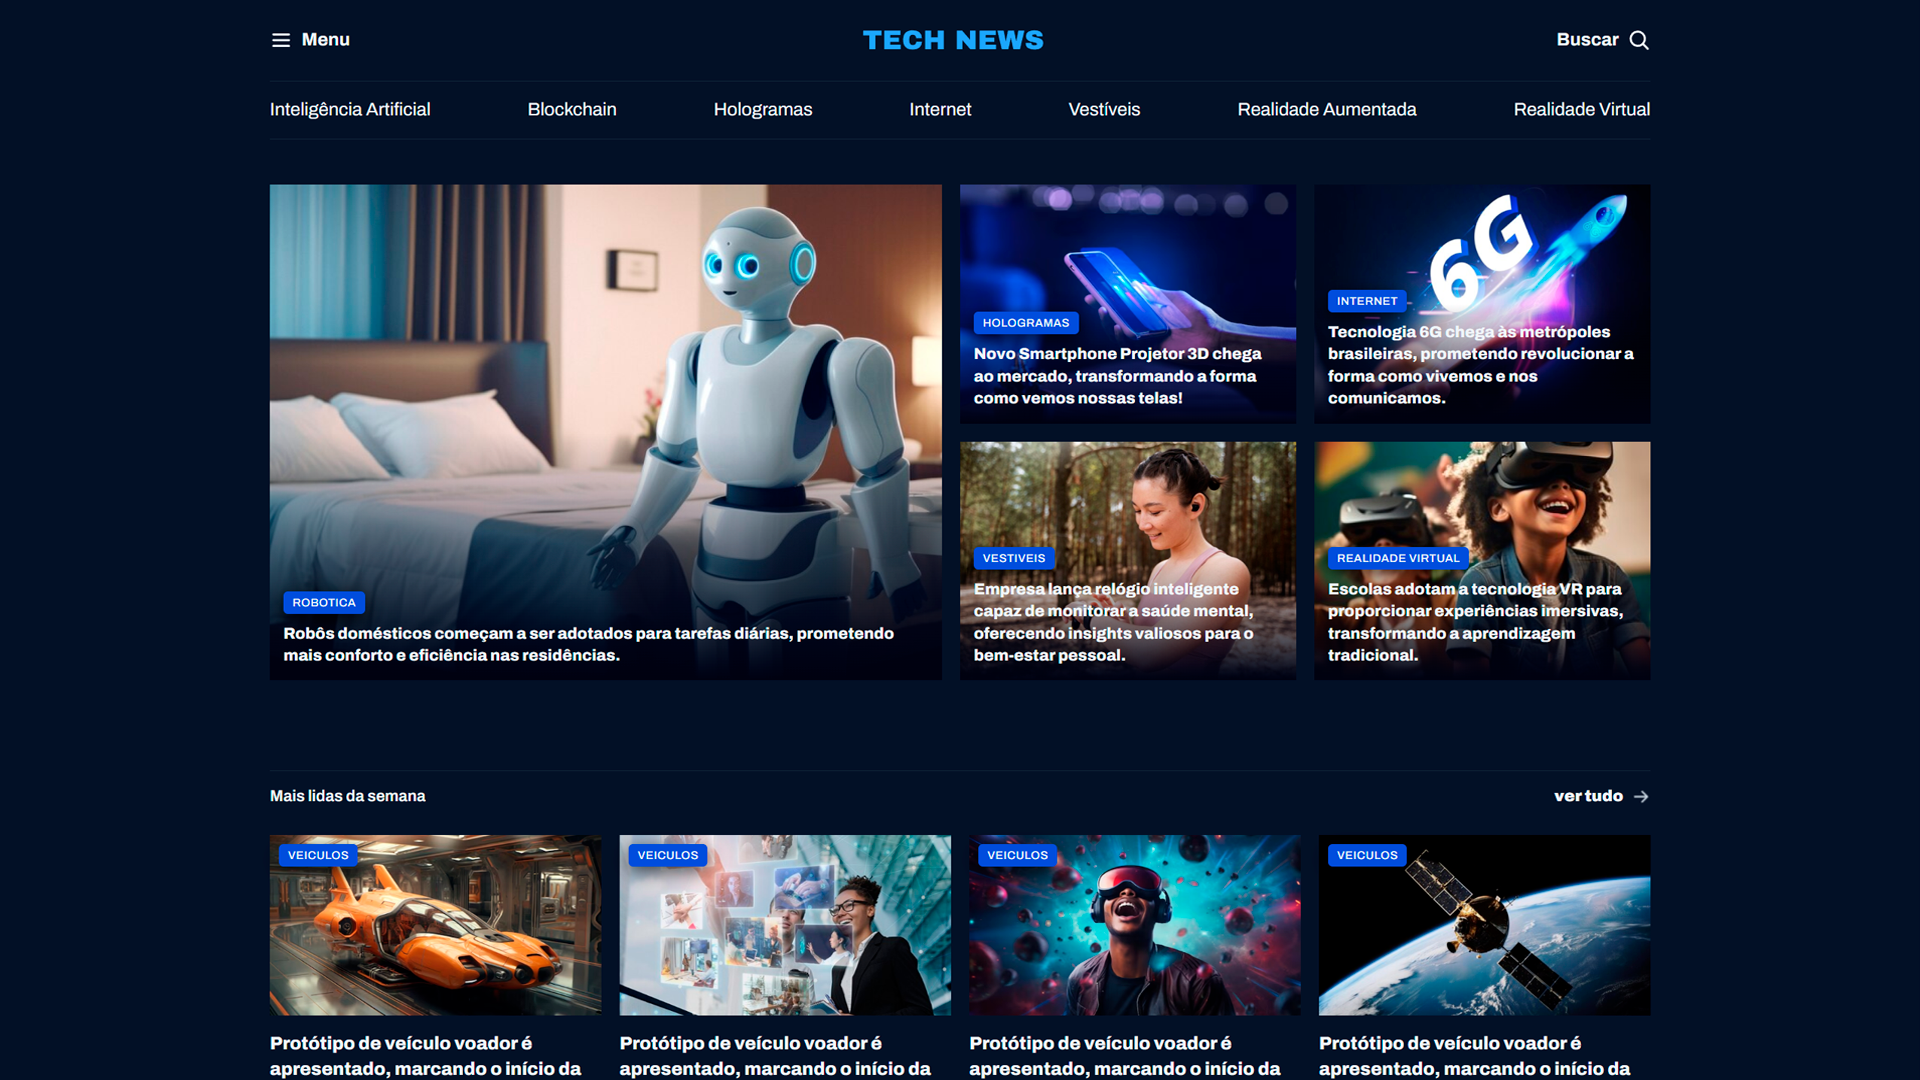 Menu
TECH NEWS
Buscar
Inteligência Artificial
Blockchain
Hologramas
Internet
Vestíveis
Realidade Aumentada
Realidade Virtual
ROBOTICA
Robôs domésticos começam a ser adotados para tarefas diárias, prometendo
mais conforto e eficiência nas residências.
HOLOGRAMAS
Novo Smartphone Projetor 3D chega
ao mercado, transformando a forma
como vemos nossas telas!
6G
INTERNET
Tecnologia 6G chega às metrópoles
brasileiras, prometendo revolucionar a
forma como vivemos e nos
comunicamos.
VESTIVEIS
Empresa lança relógio inteligente
capaz de monitorar a saúde mental,
oferecendo insights valiosos para o
bem-estar pessoal.
REALIDADE VIRTUAL
Escolas adotam a tecnologia VR para
proporcionar experiências imersivas,
transformando a aprendizagem
tradicional.
Mais lidas da semana
ver tudo
VEICULOS
Protótipo de veículo voador é
apresentado, marcando o início da
VEICULOS
Protótipo de veículo voador é
apresentado, marcando o início da
VEICULOS
Protótipo de veículo voador é
apresentado, marcando o início da
VEICULOS
Protótipo de veículo voador é
apresentado, marcando o início da